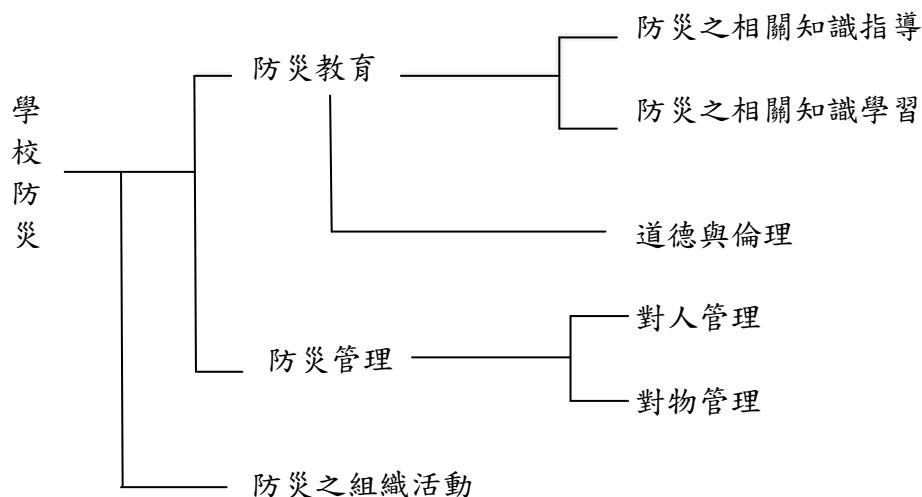 學校防災
防災教育
防災之相關知識指導
防災之相關知識學習
道德與倫理
防災管理
對人管理
對物管理
防災之組織活動